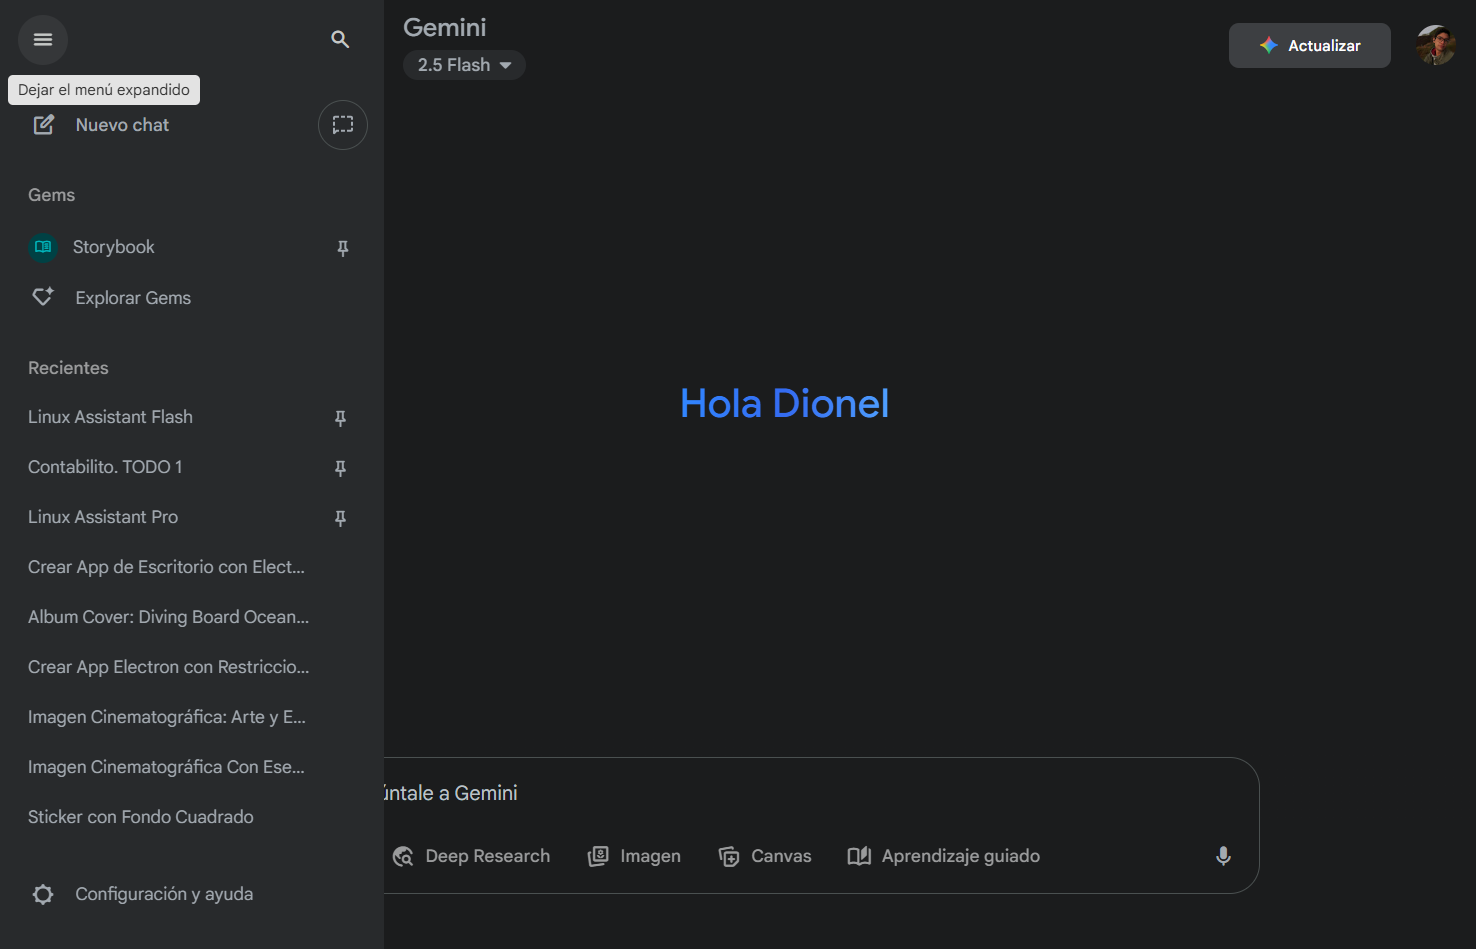 Gemini
2.5 Flash
Actualizar
Dejar el menú expandido
Nuevo chat
Gems
Storybook
Explorar Gems
Recientes
Linux Assistant Flash
Contabilito. TODO 1
Linux Assistant Pro
Crear App de Escritorio con Elect...
Album Cover: Diving Board Ocean...
Crear App Electron con Restriccio...
Imagen Cinematográfica: Arte y E...
Imagen Cinematográfica Con Ese...
Sticker con Fondo Cuadrado
Configuración y ayuda
Hola Dionel
úntale a Gemini
Deep Research
Imagen
Canvas
Aprendizaje guiado